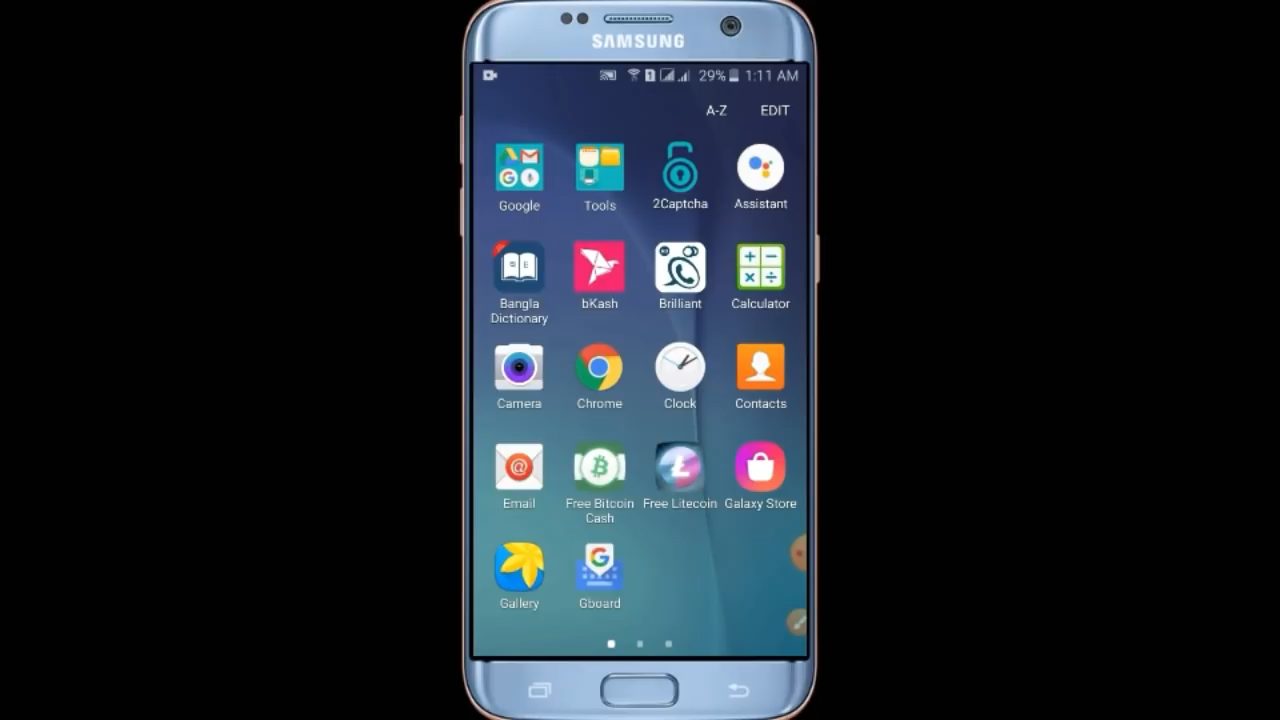 SAMSUNG
29% 1:11 AM
A-Z EDIT
Google Tools 2Captcha Assistant
Bangla Dictionary bKash Brilliant Calculator
Camera Chrome Clock Contacts
Email Free Bitcoin Cash Free Litecoin Galaxy Store
Gallery Gboard